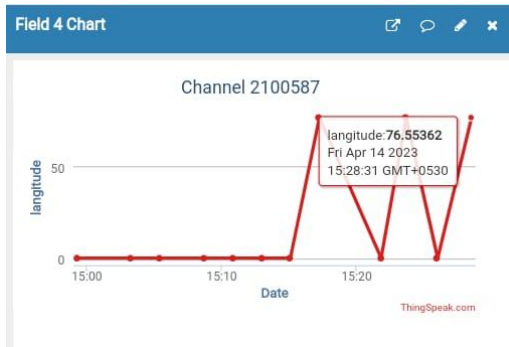 Field 4 Chart
Channel 2100587
langitude:76.55362
Fri Apr 14 2023
15:28:31 GMT+0530
langitude
50
0
15:00
15:10
15:20
Date
ThingSpeak.com